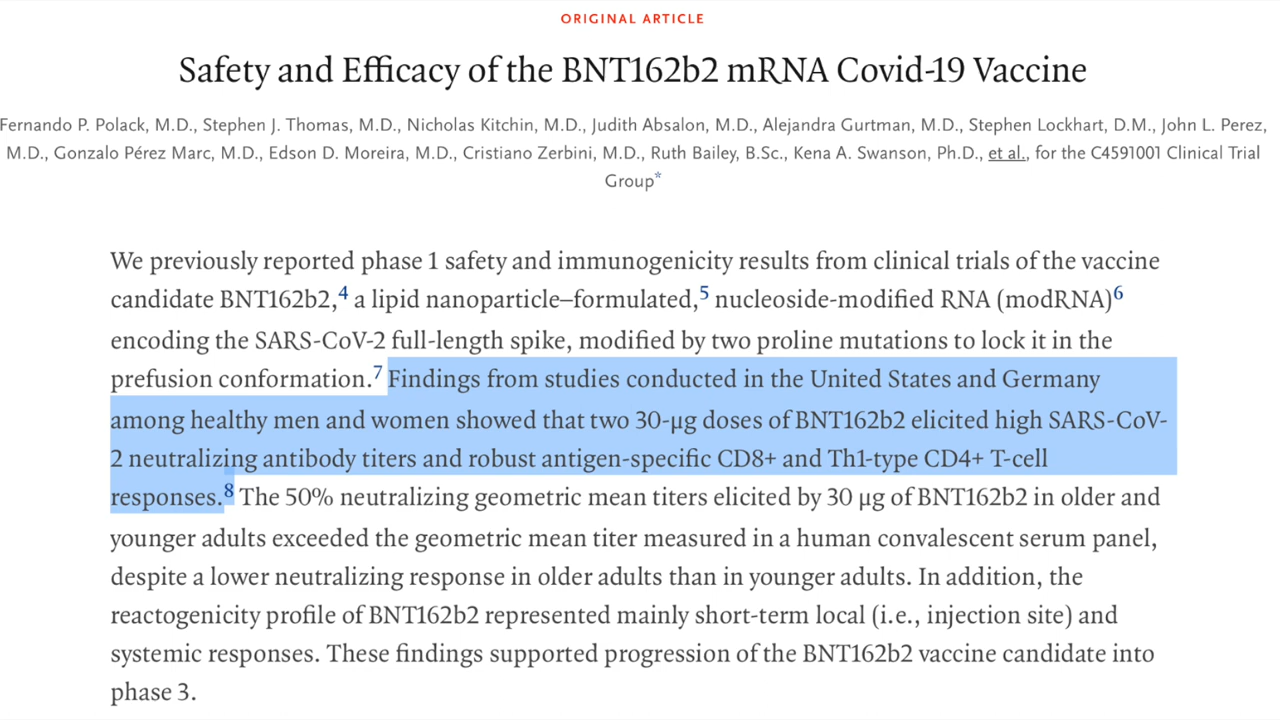 ORIGINAL ARTICLE
Safety and Efficacy of the BNT162b2 mRNA Covid-19 Vaccine
Fernando P. Polack, M.D., Stephen J. Thomas, M.D., Nicholas Kitchin, M.D., Judith Absalon, M.D., Alejandra Gurtman, M.D., Stephen Lockhart, D.M., John L. Perez,
M.D., Gonzalo Pérez Marc, M.D., Edson D. Moreira, M.D., Cristiano Zerbini, M.D., Ruth Bailey, B.Sc., Kena A. Swanson, Ph.D., et al., for the C4591001 Clinical Trial
Group*
We previously reported phase 1 safety and immunogenicity results from clinical trials of the vaccine
candidate BNT162b2,4 a lipid nanoparticle–formulated,5 nucleoside-modified RNA (modRNA)6
encoding the SARS-CoV-2 full-length spike, modified by two proline mutations to lock it in the
prefusion conformation.7 Findings from studies conducted in the United States and Germany
among healthy men and women showed that two 30-μg doses of BNT162b2 elicited high SARS-CoV-
2 neutralizing antibody titers and robust antigen-specific CD8+ and Th1-type CD4+ T-cell
responses.8 The 50% neutralizing geometric mean titers elicited by 30 μg of BNT162b2 in older and
younger adults exceeded the geometric mean titer measured in a human convalescent serum panel,
despite a lower neutralizing response in older adults than in younger adults. In addition, the
reactogenicity profile of BNT162b2 represented mainly short-term local (i.e., injection site) and
systemic responses. These findings supported progression of the BNT162b2 vaccine candidate into
phase 3.